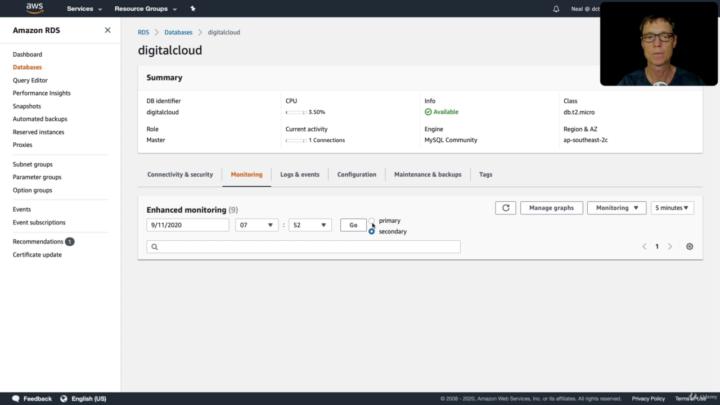 aws Services Resource Groups Neal @ dct
Amazon RDS
RDS > Databases > digitalcloud
Dashboard
Databases
Query Editor
Performance Insights
Snapshots
Automated backups
Reserved instances
Proxies
Subnet groups
Parameter groups
Option groups
Events
Event subscriptions
Recommendations 1
Certificate update
digitalcloud
Summary
DB identifier CPU Info Class
digitalcloud 3.50% Available db.t2.micro
Role Current activity Engine Region & AZ
Master 1 Connections MySQL Community ap-southeast-2c
Connectivity & security Monitoring Logs & events Configuration Maintenance & backups Tags
Enhanced monitoring (9) Manage graphs Monitoring 5 minutes
9/11/2020 07 : 52 Go primary
secondary
< 1 >
Feedback English (US) © 2008 - 2020, Amazon Web Services, Inc. or its affiliates. All rights reserved. Privacy Policy Terms of Use
Udemy